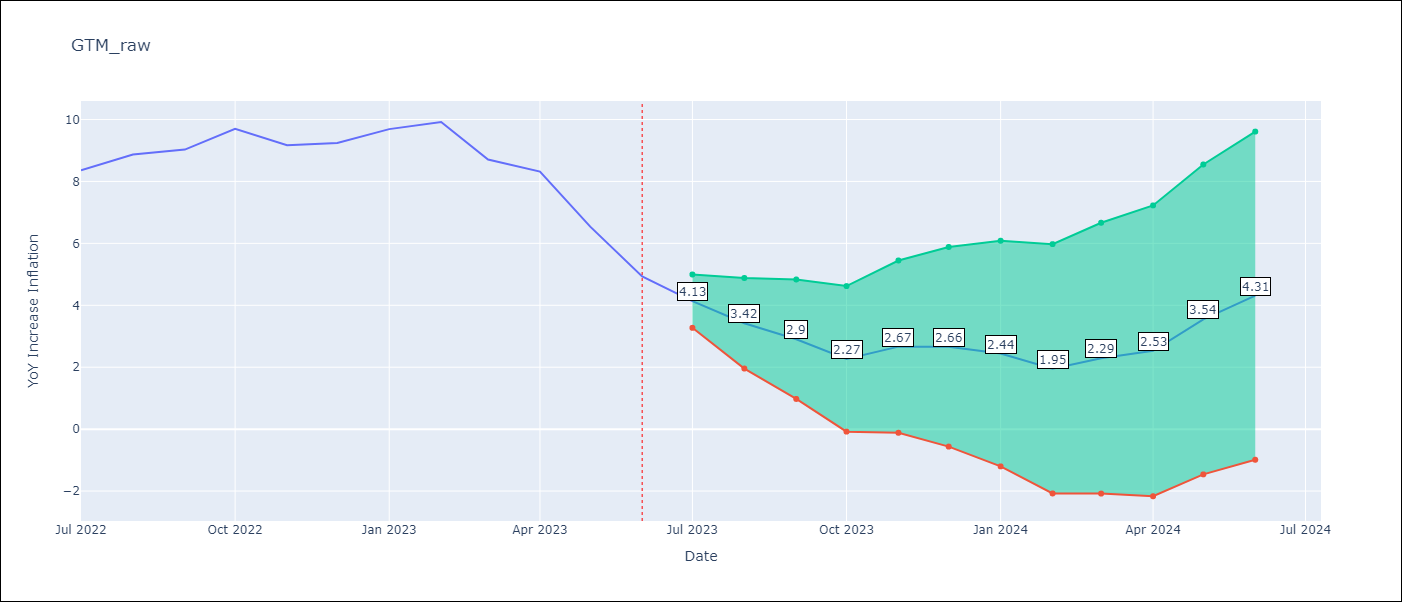 GTM_raw
YoY Increase Inflation
10
8
6
4
2
0
−2
4.13
3.42
2.9
2.27
2.67
2.66
2.44
1.95
2.29
2.53
3.54
4.31
Jul 2022
Oct 2022
Jan 2023
Apr 2023
Jul 2023
Oct 2023
Jan 2024
Apr 2024
Jul 2024
Date